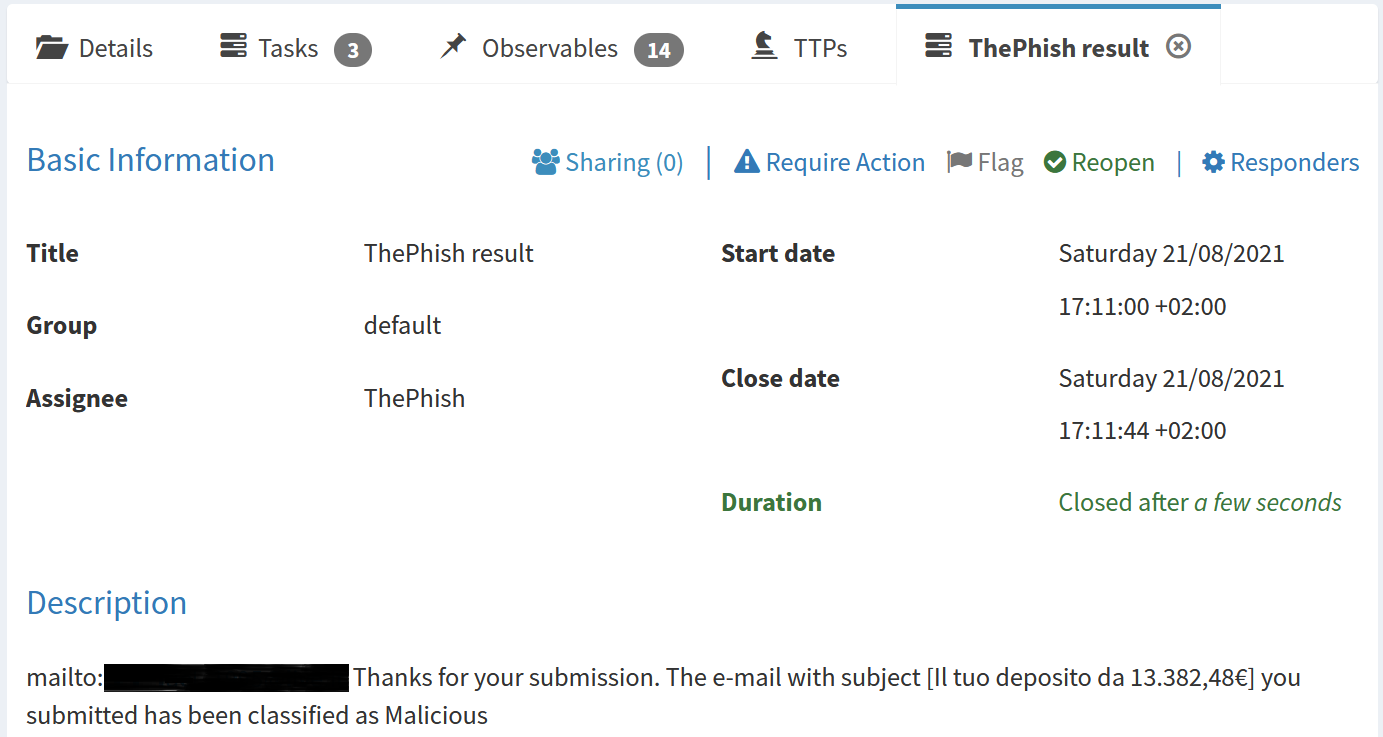 Details Tasks 3 Observables 14 TTPs ThePhish result
Basic Information Sharing (0) | Require Action Flag Reopen | Responders
Title ThePhish result Start date Saturday 21/08/2021
17:11:00 +02:00
Group default
Close date Saturday 21/08/2021
Assignee ThePhish
17:11:44 +02:00
Duration Closed after a few seconds
Description
mailto: Thanks for your submission. The e-mail with subject [Il tuo deposito da 13.382,48€] you
submitted has been classified as Malicious